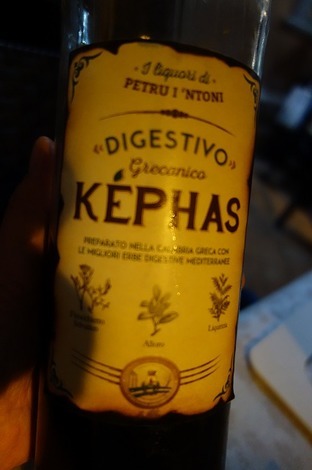 · I liquori di ·
PETRU I 'NTONI
«DIGESTIVO»
Grecanico
KÉPHAS
PREPARATO NELLA CALABRIA GRECA CON
LE MIGLIORI ERBE DIGESTIVE MEDITERRANEE
Alloro
Liquirizia